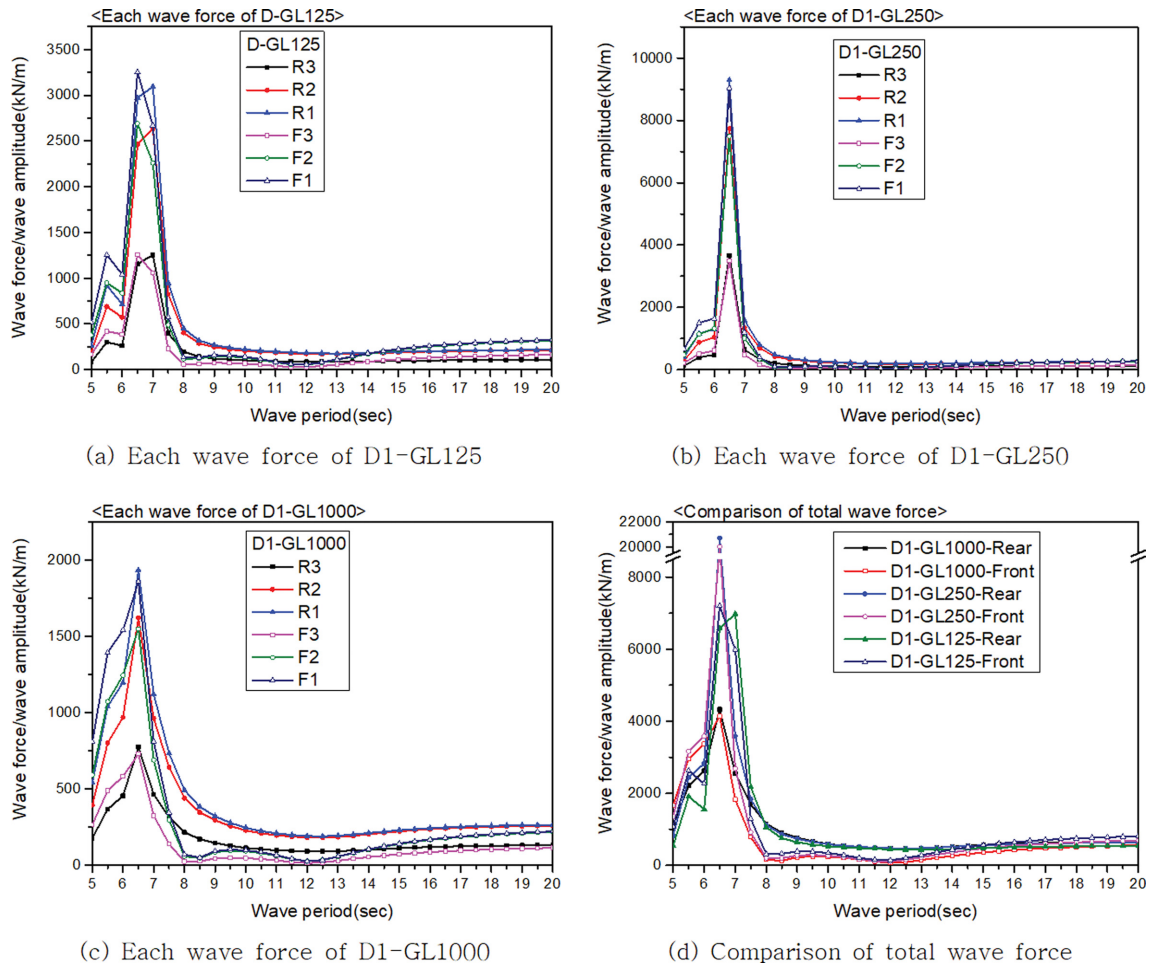 <Each wave force of D-GL125>
Wave force/wave amplitude(kN/m)
3500
3000
2500
2000
1500
1000
500
0
D-GL125
R3
R2
R1
F3
F2
F1
5 6 7 8 9 10 11 12 13 14 15 16 17 18 19 20
Wave period(sec)
(a) Each wave force of D1-GL125
<Each wave force of D1-GL250>
Wave force/wave amplitude(kN/m)
10000
8000
6000
4000
2000
0
D1-GL250
R3
R2
R1
F3
F2
F1
5 6 7 8 9 10 11 12 13 14 15 16 17 18 19 20
Wave period(sec)
(b) Each wave force of D1-GL250
<Each wave force of D1-GL1000>
Wave force/wave amplitude(kN/m)
2000
1500
1000
500
0
D1-GL1000
R3
R2
R1
F3
F2
F1
5 6 7 8 9 10 11 12 13 14 15 16 17 18 19 20
Wave period(sec)
(c) Each wave force of D1-GL1000
<Comparison of total wave force>
Wave force/wave amplitude(kN/m)
22000
20000
8000
6000
4000
2000
0
D1-GL1000-Rear
D1-GL1000-Front
D1-GL250-Rear
D1-GL250-Front
D1-GL125-Rear
D1-GL125-Front
5 6 7 8 9 10 11 12 13 14 15 16 17 18 19 20
Wave period(sec)
(d) Comparison of total wave force